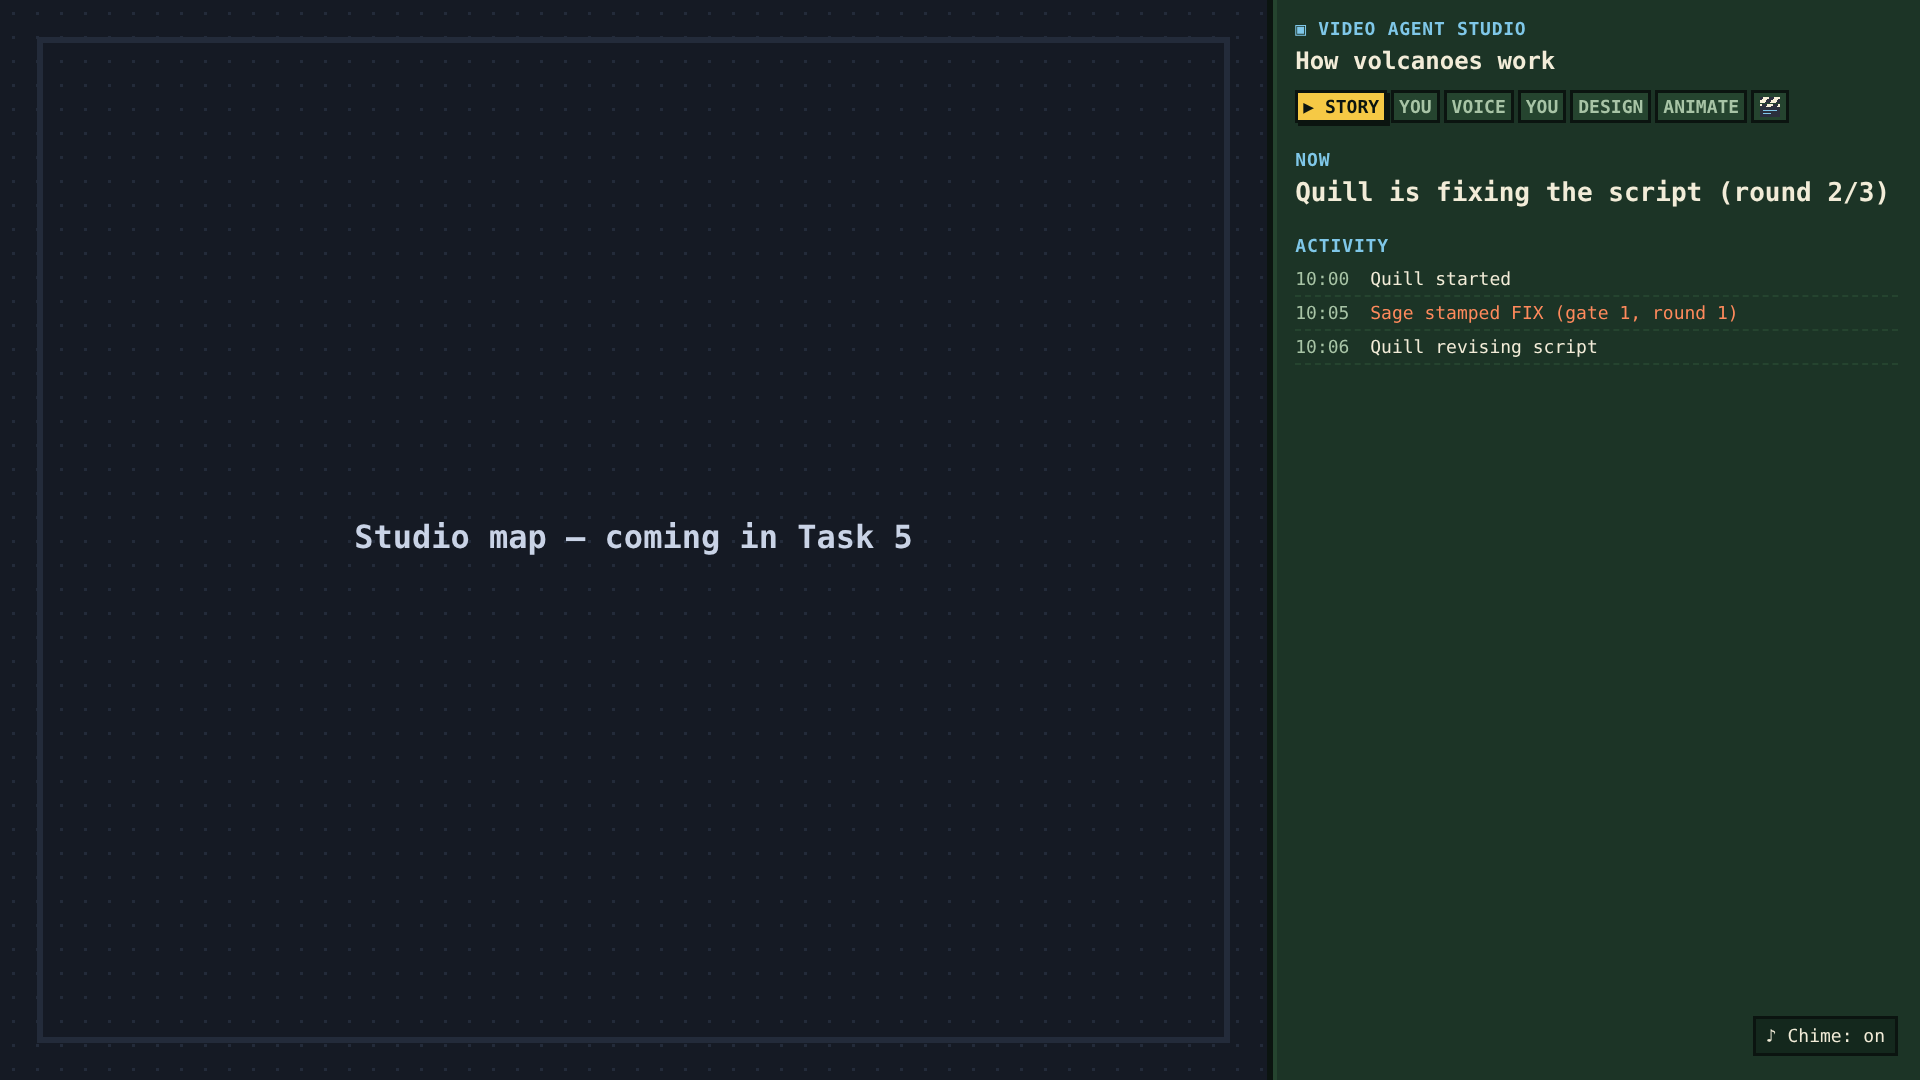 Studio map — coming in Task 5
▣ VIDEO AGENT STUDIO
How volcanoes work
▶ STORY YOU VOICE YOU DESIGN ANIMATE 🎬
NOW
Quill is fixing the script (round 2/3)
ACTIVITY
10:00 Quill started
10:05 Sage stamped FIX (gate 1, round 1)
10:06 Quill revising script
♪ Chime: on